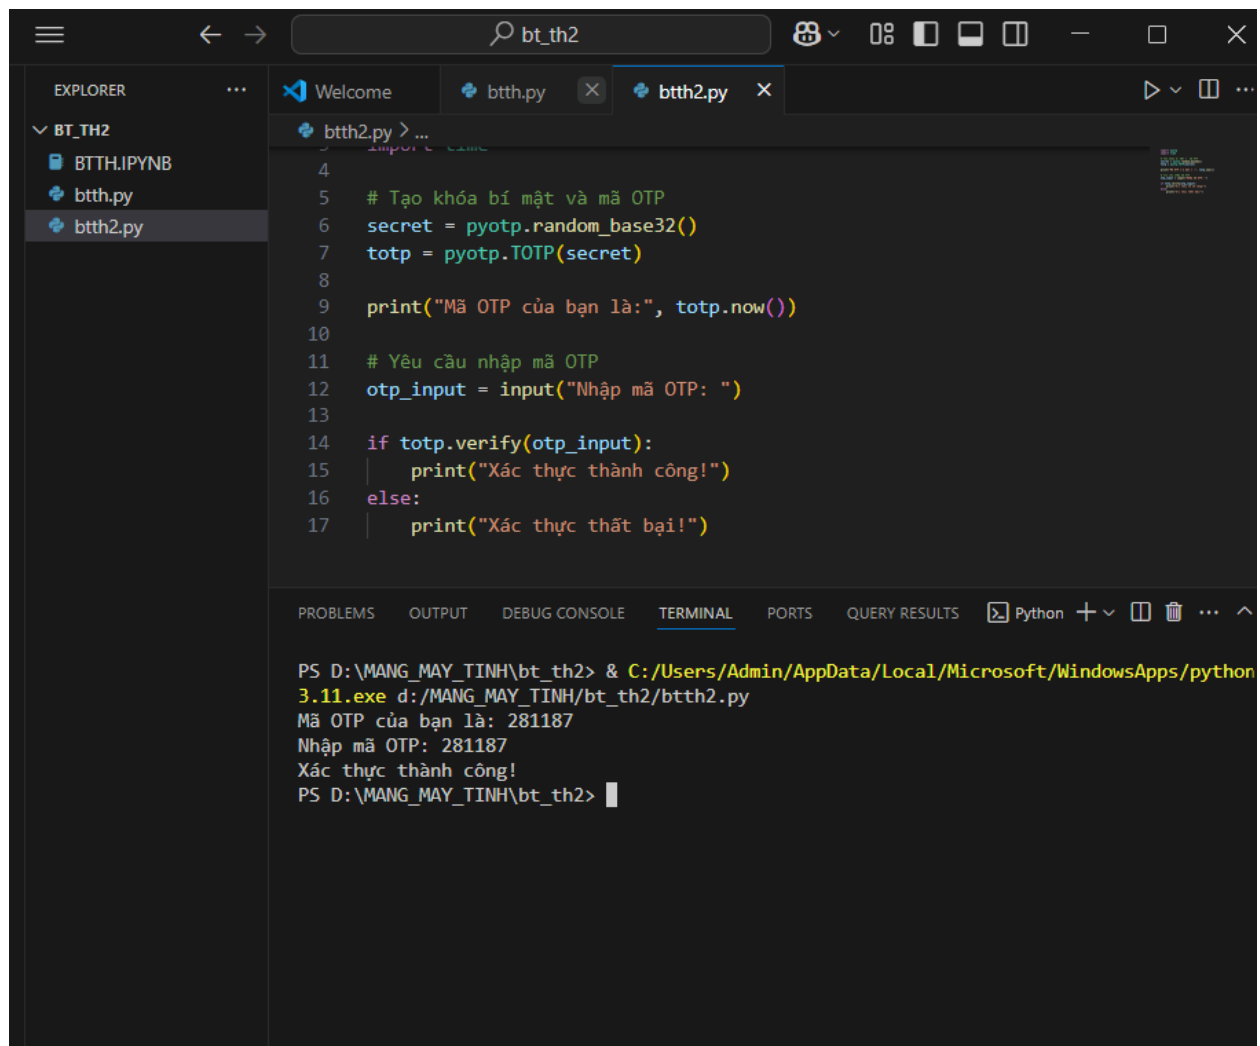 bt_th2
EXPLORER
Welcome
btth.py
btth2.py
BT_TH2
BTTH.IPYNB
btth.py
btth2.py
btth2.py > ...
3 import time
4
5 # Tạo khóa bí mật và mã OTP
6 secret = pyotp.random_base32()
7 totp = pyotp.TOTP(secret)
8
9 print("Mã OTP của bạn là:", totp.now())
10
11 # Yêu cầu nhập mã OTP
12 otp_input = input("Nhập mã OTP: ")
13
14 if totp.verify(otp_input):
15 print("Xác thực thành công!")
16 else:
17 print("Xác thực thất bại!")
PROBLEMS OUTPUT DEBUG CONSOLE TERMINAL PORTS QUERY RESULTS Python
PS D:\MANG_MAY_TINH\bt_th2> & C:/Users/Admin/AppData/Local/Microsoft/WindowsApps/python
3.11.exe d:/MANG_MAY_TINH/bt_th2/btth2.py
Mã OTP của bạn là: 281187
Nhập mã OTP: 281187
Xác thực thành công!
PS D:\MANG_MAY_TINH\bt_th2>